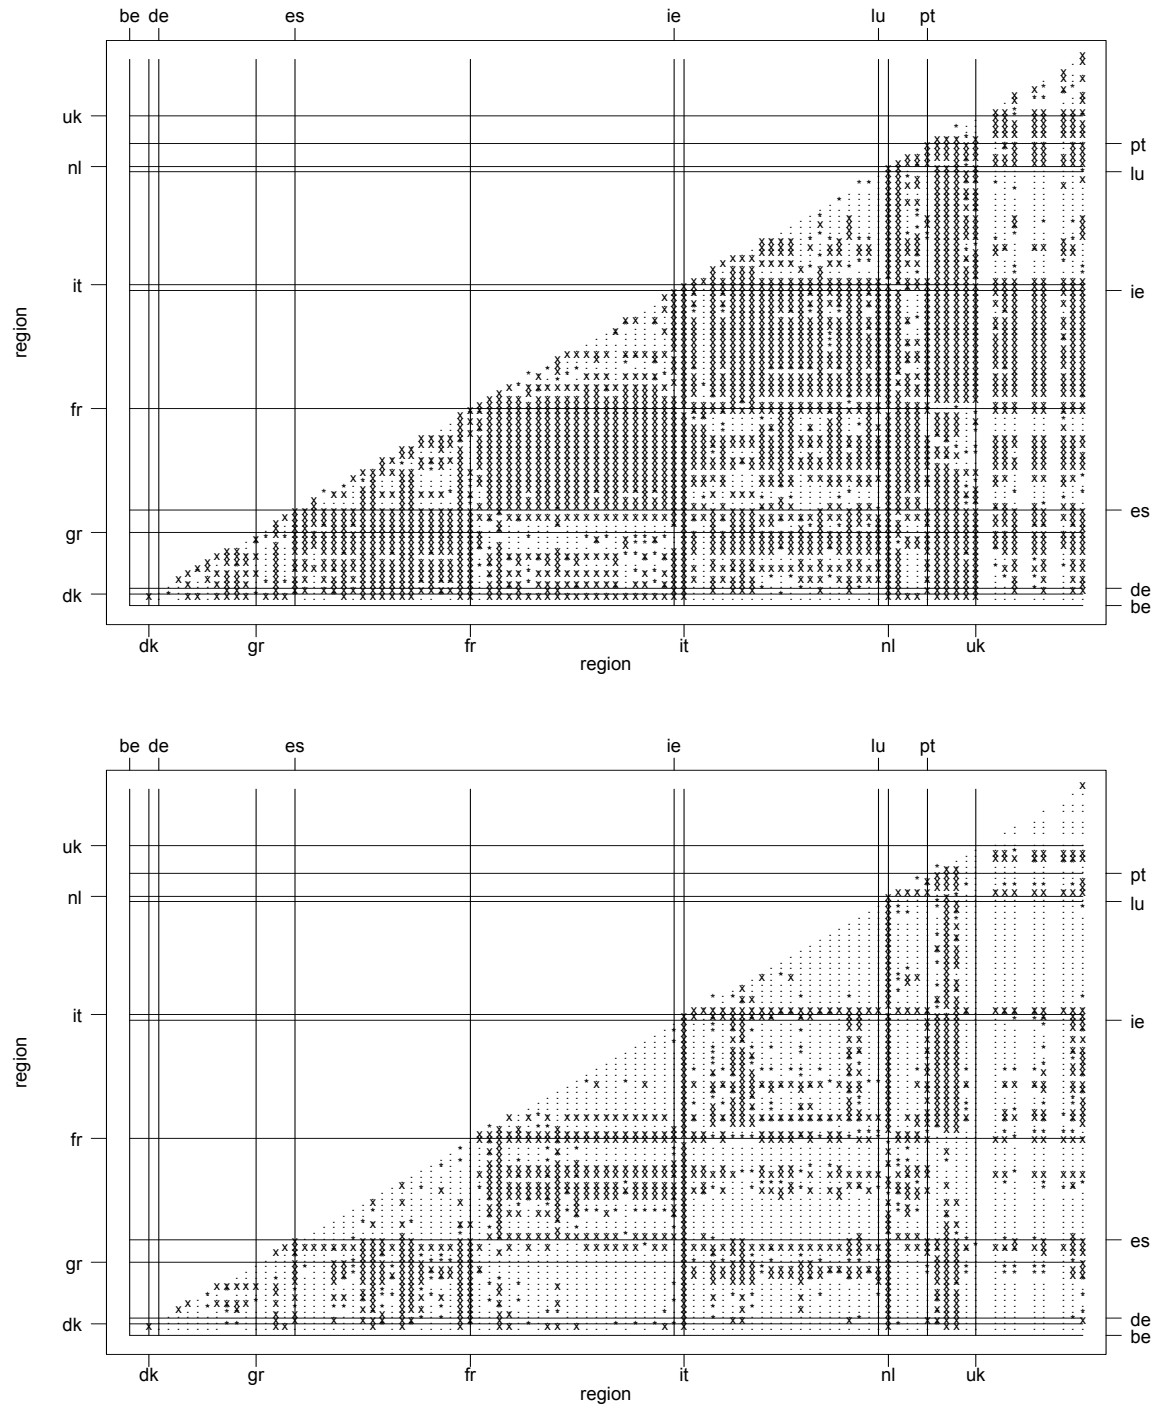 be de es ie lu pt
uk
pt
nl
lu
it
ie
region
fr
es
gr
de
dk
be
dk gr fr it nl uk
region
be de es ie lu pt
uk
pt
nl
lu
it
ie
region
fr
es
gr
de
dk
be
dk gr fr it nl uk
region